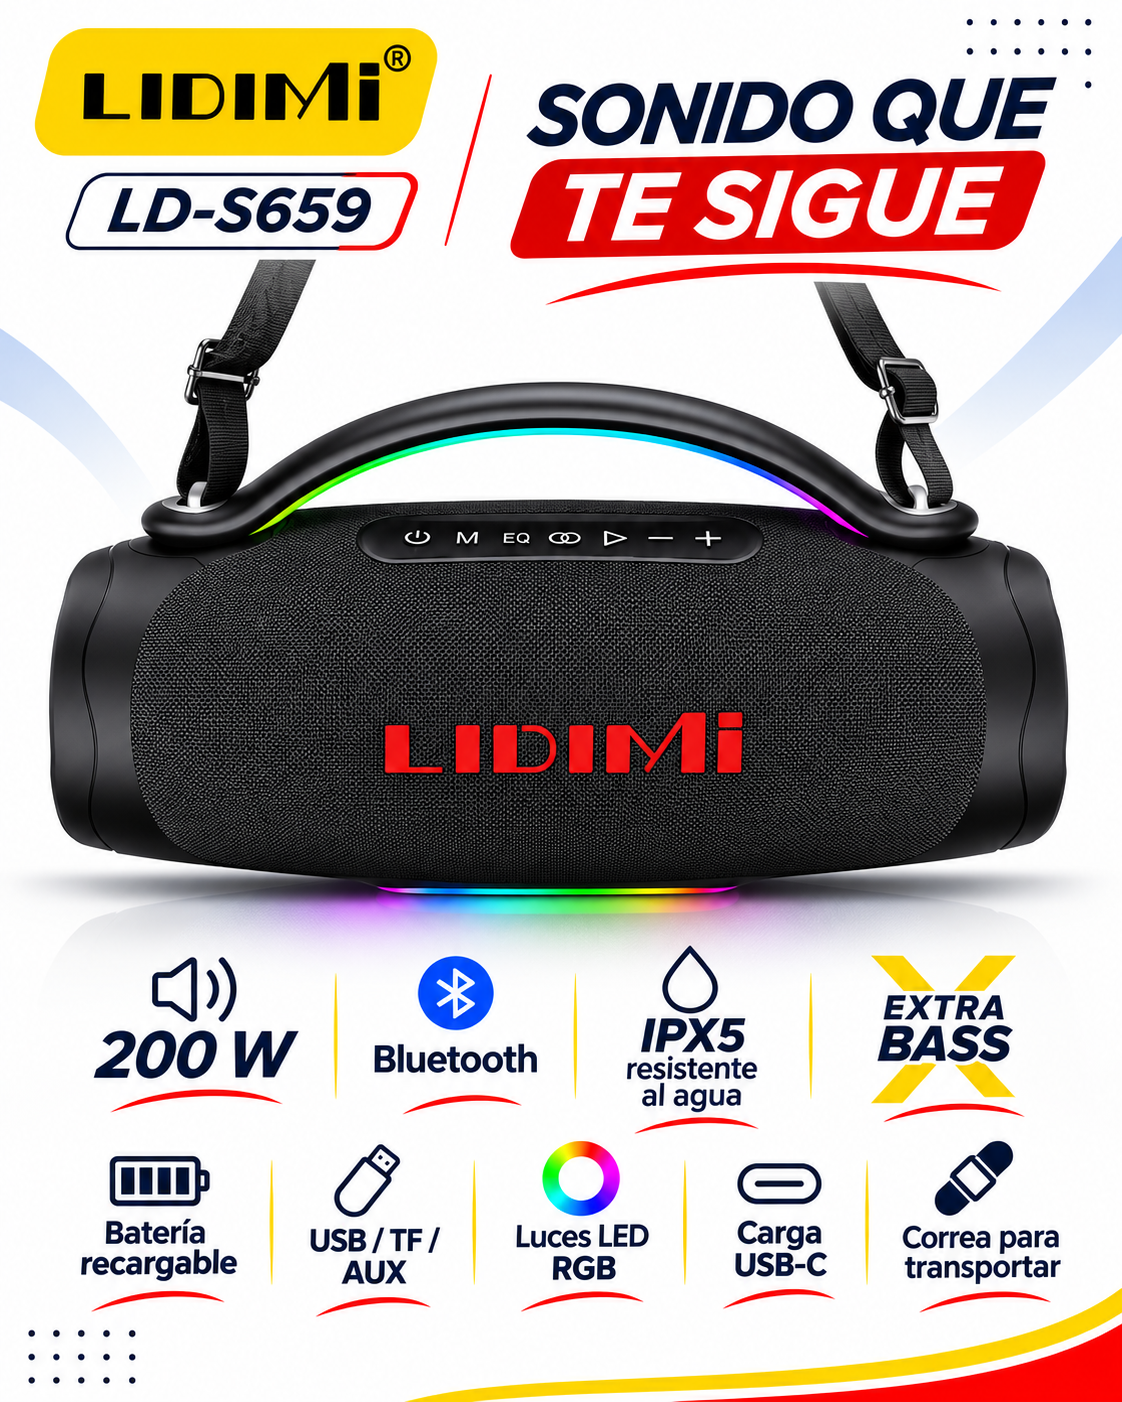 LIDIMi®
LD-S659
SONIDO QUE
TE SIGUE
M EQ
LIDIMi
200 W
Bluetooth
IPX5
resistente
al agua
EXTRA
BASS
Batería
recargable
USB / TF /
AUX
Luces LED
RGB
Carga
USB-C
Correa para
transportar